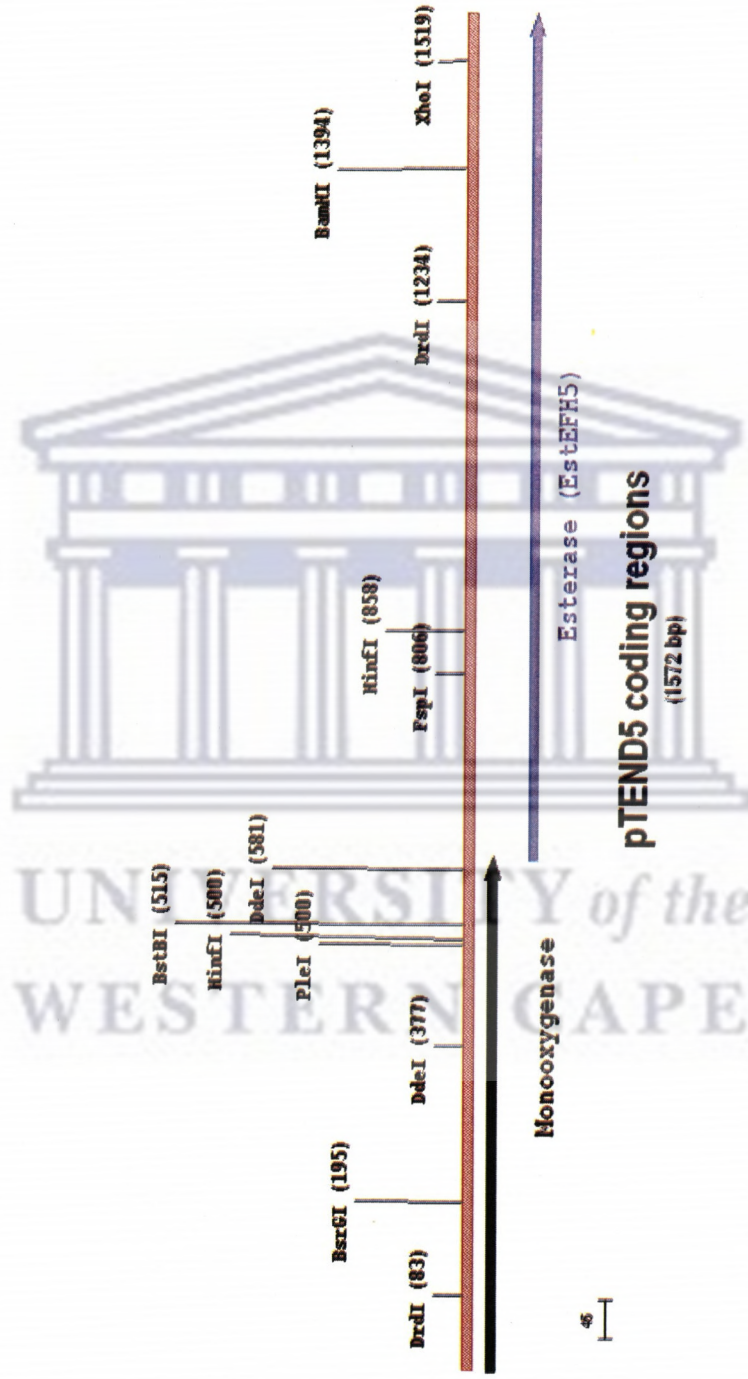 DrdI (83)
BsrGI (195)
DdeI (377)
PleI (500)
HinfI (500)
BstBI (515)
DdeI (581)
FspI (806)
HinfI (858)
DrdI (1234)
BamHI (1394)
XhoI (1519)
Monooxygenase
Esterase (EstEFH5)
46
pTEND5 coding regions
(1572 bp)
UNIVERSITY of the
WESTERN CAPE